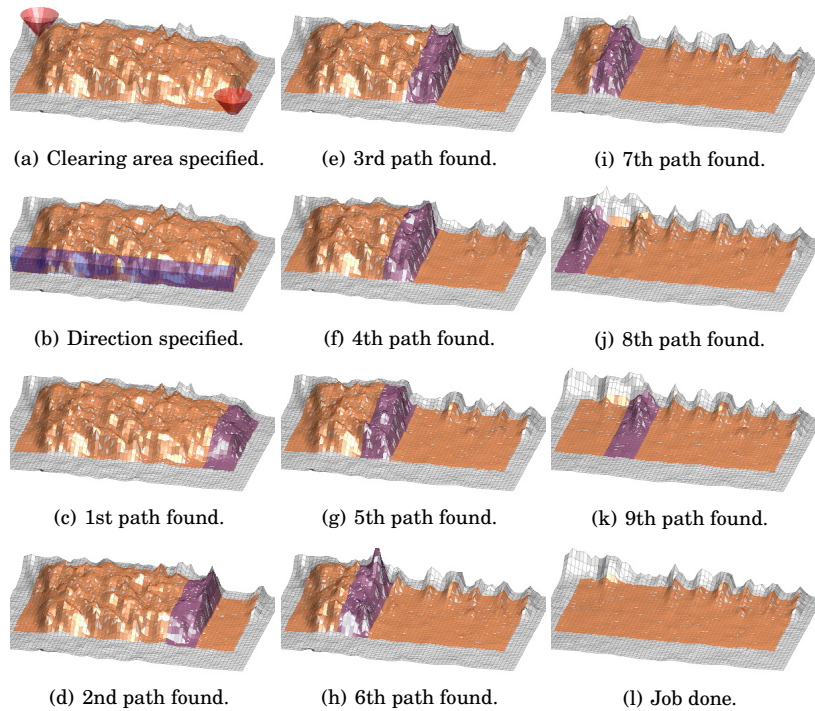 (a) Clearing area specified.
(b) Direction specified.
(c) 1st path found.
(d) 2nd path found.
(e) 3rd path found.
(f) 4th path found.
(g) 5th path found.
(h) 6th path found.
(i) 7th path found.
(j) 8th path found.
(k) 9th path found.
(l) Job done.